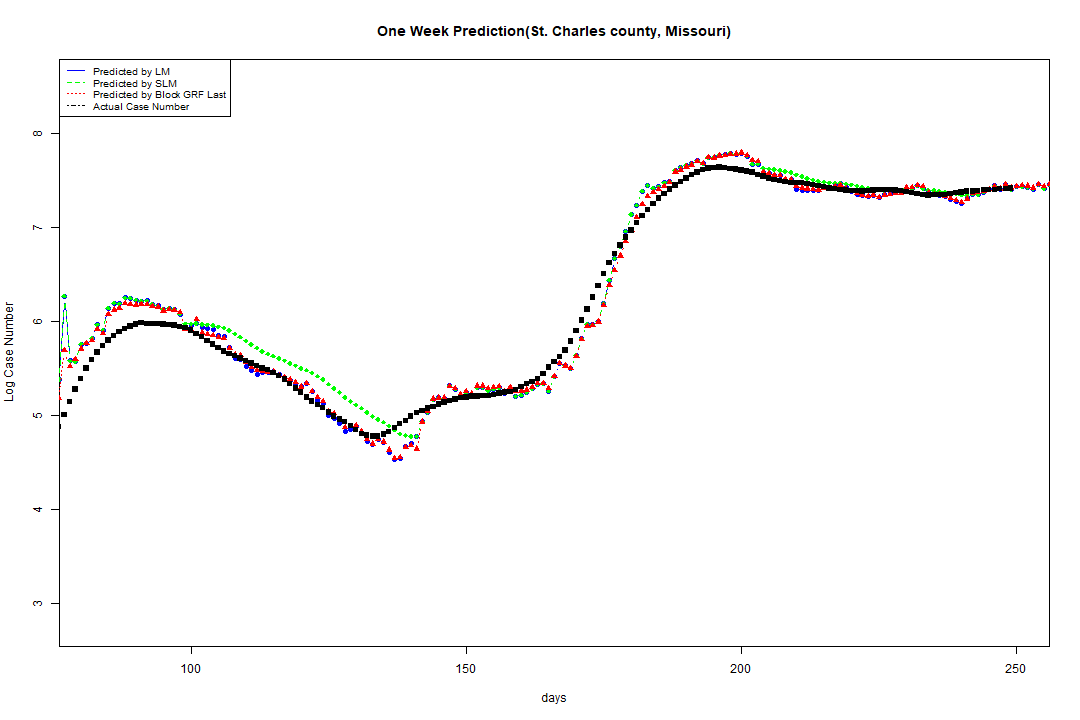 One Week Prediction(St. Charles county, Missouri)
Predicted by LM
Predicted by SLM
Predicted by Block GRF Last
Actual Case Number
8
7
6
5
4
3
Log Case Number
100 150 200 250
days